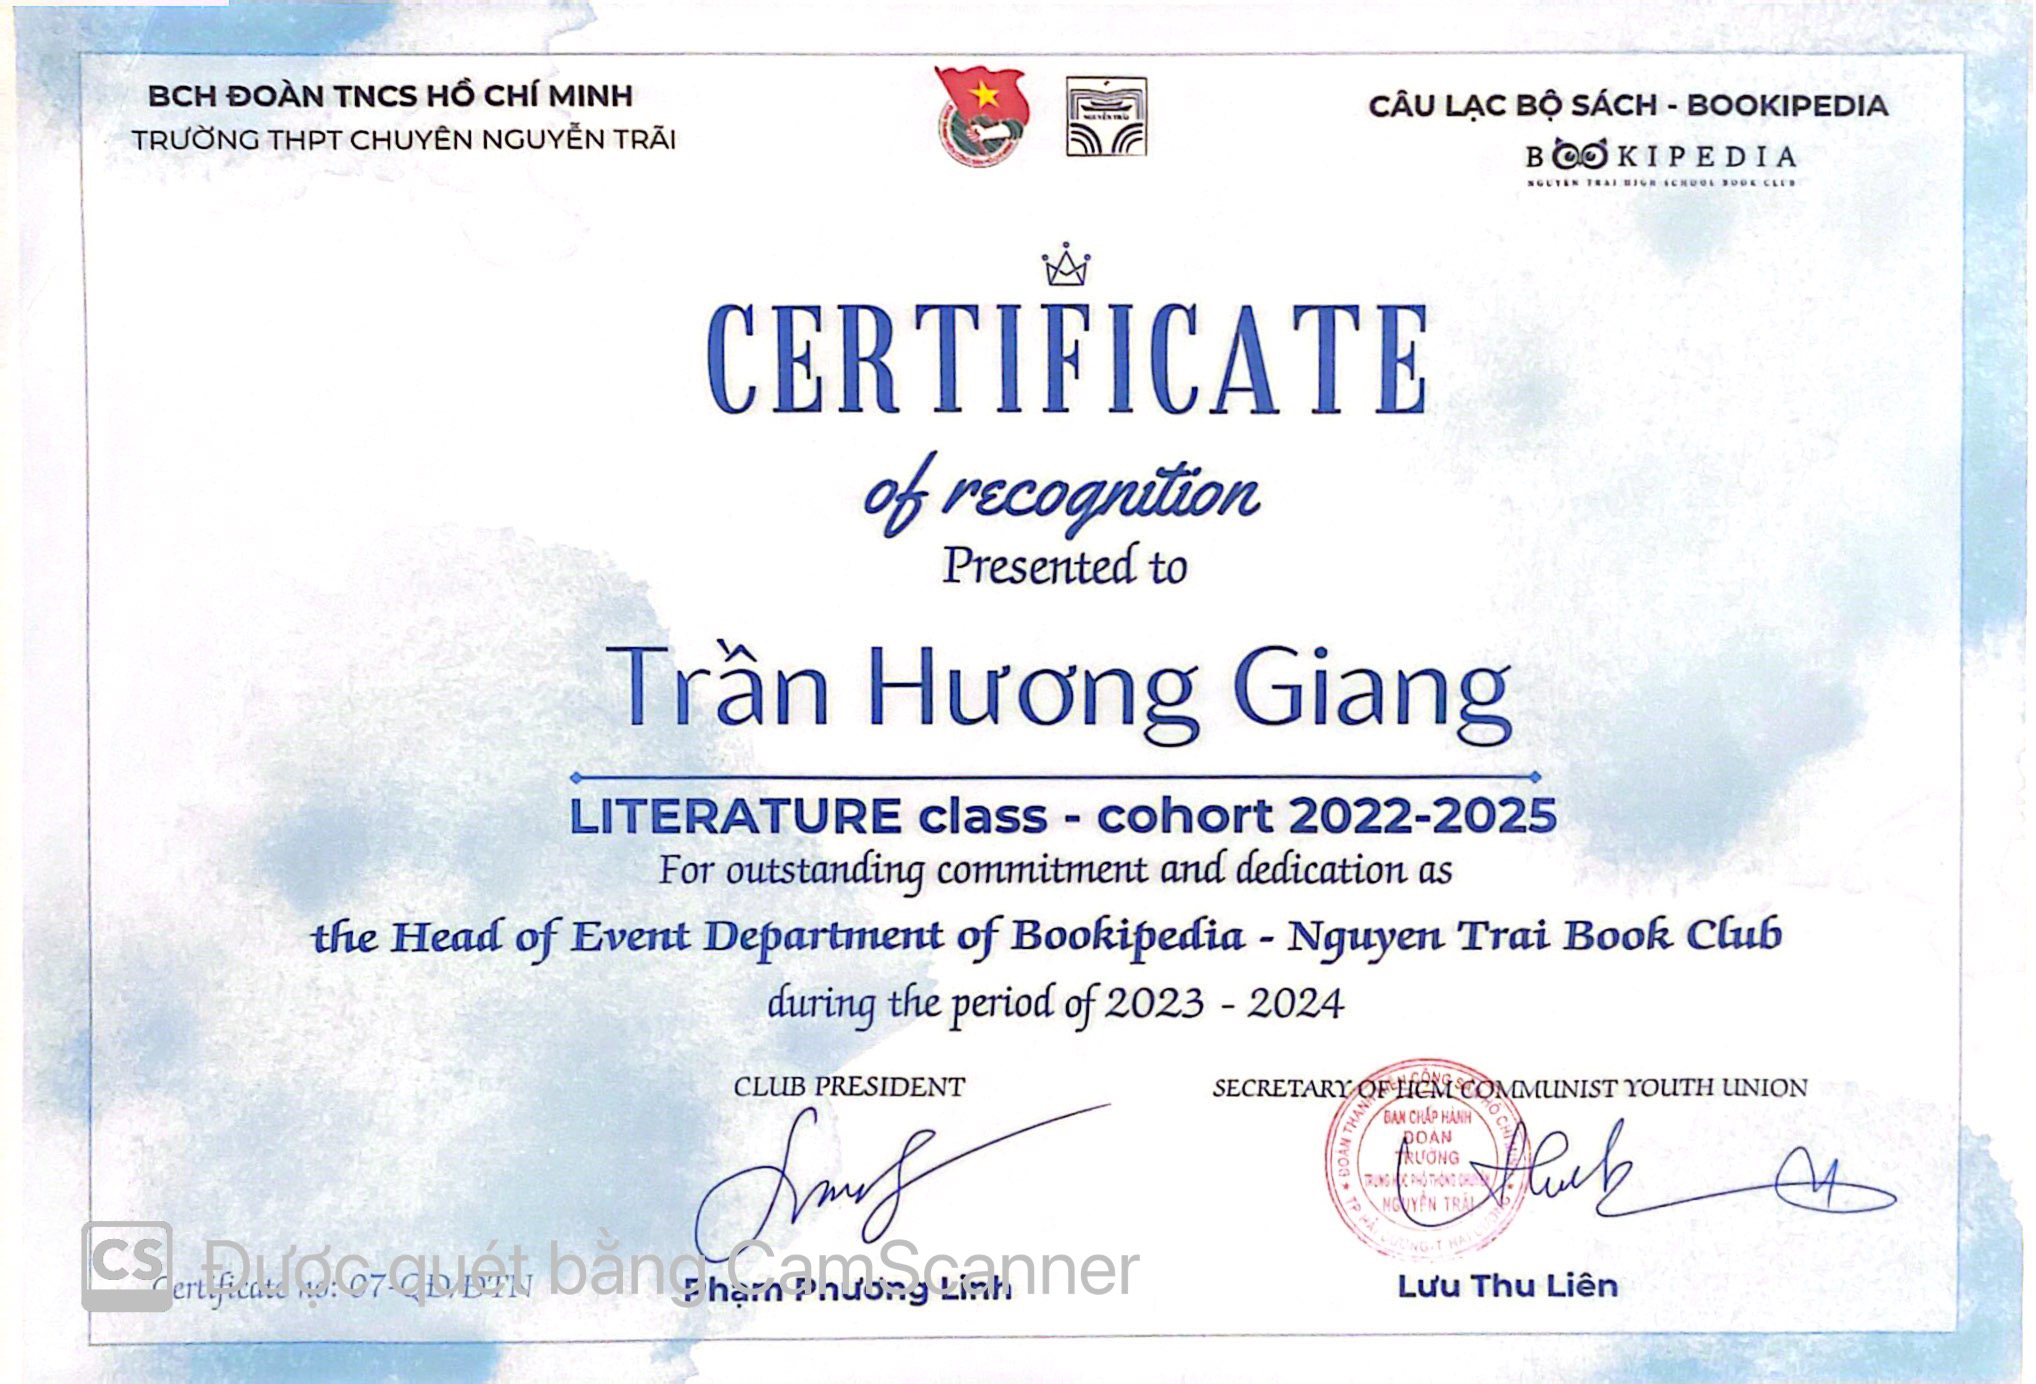 BCH ĐOÀN TNCS HỒ CHÍ MINH
TRƯỜNG THPT CHUYÊN NGUYỄN TRÃI
NGUYỄN TRÃI
CÂU LẠC BỘ SÁCH - BOOKIPEDIA
BOOKIPEDIA
NGUYEN TRAI HIGH SCHOOL BOOK CLUB
CERTIFICATE
of recognition
Presented to
Trần Hương Giang
LITERATURE class - cohort 2022-2025
For outstanding commitment and dedication as
the Head of Event Department of Bookipedia - Nguyen Trai Book Club
during the period of 2023 - 2024
CLUB PRESIDENT
SECRETARY OF HCM COMMUNIST YOUTH UNION
BAN CHẤP HÀNH
ĐOÀN
TRƯỜNG
TRUNG HỌC PHỔ THÔNG CHUYÊN
NGUYỄN TRÃI
Phạm Phương Linh
Lưu Thu Liên
Certificate no: 07-QĐ/ĐTN
CS Được quét bằng CamScanner